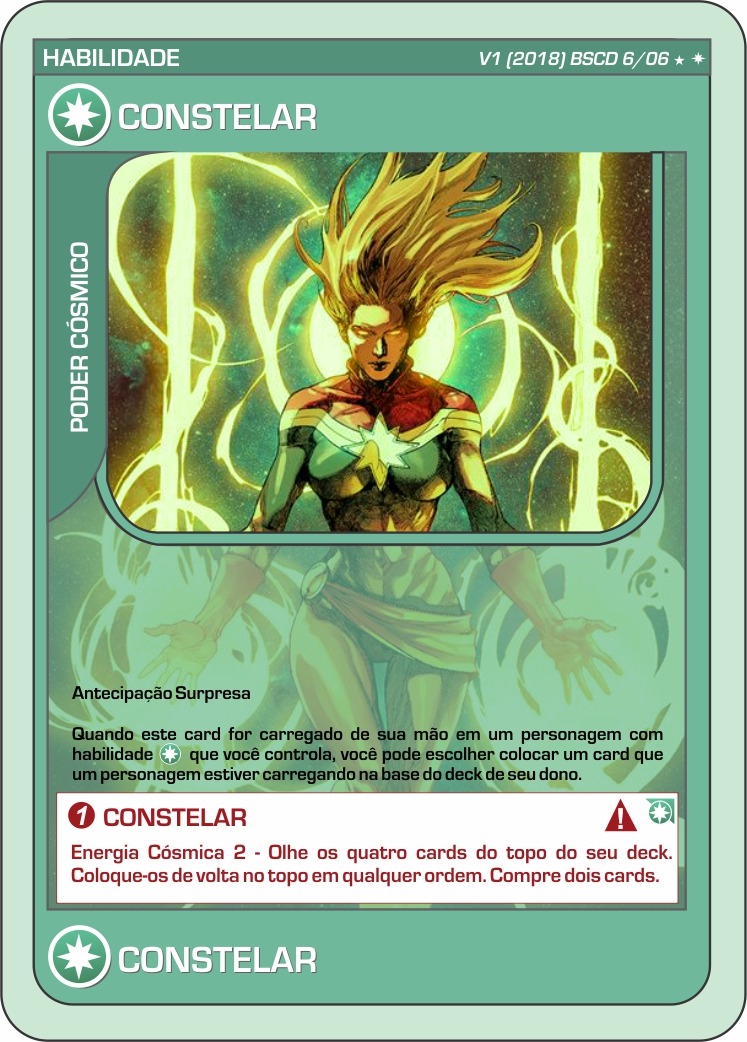 HABILIDADE
V1 (2018) BSCD 6/06
CONSTELAR
PODER CÓSMICO
Antecipação Surpresa
Quando este card for carregado de sua mão em um personagem com
habilidade que você controla, você pode escolher colocar um card que
um personagem estiver carregando na base do deck de seu dono.
1 CONSTELAR
Energia Cósmica 2 - Olhe os quatro cards do topo do seu deck.
Coloque-os de volta no topo em qualquer ordem. Compre dois cards.
CONSTELAR